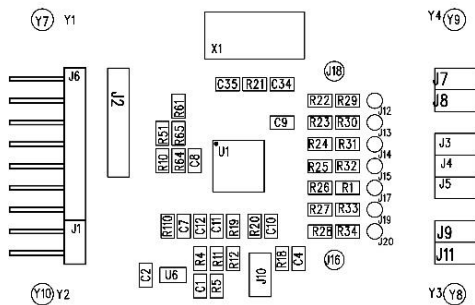 Y7 Y1
Y4 Y9
X1
J6
J2
J18
J7
J8
C35 R21 C34
R61
R22 R29
J12
R51 R65
C9
R23 R30
J13
R24 R31
J14
J3
R10 R64 C8
U1
R25 R32
J15
J4
J5
R26 R1
J17
R27 R33
J19
R28 R34
J20
J1
R110 C7 C12 C11 R19 R20 C10
J9
J11
R4 R11 R12
R18 C4
J16
C2 U6
C1 R5
J10
Y10 Y2
Y3 Y8